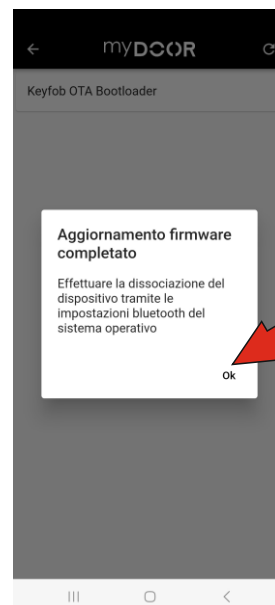 myDOOR
Keyfob OTA Bootloader
Aggiornamento firmware
completato
Effettuare la dissociazione del
dispositivo tramite le
impostazioni bluetooth del
sistema operativo
Ok